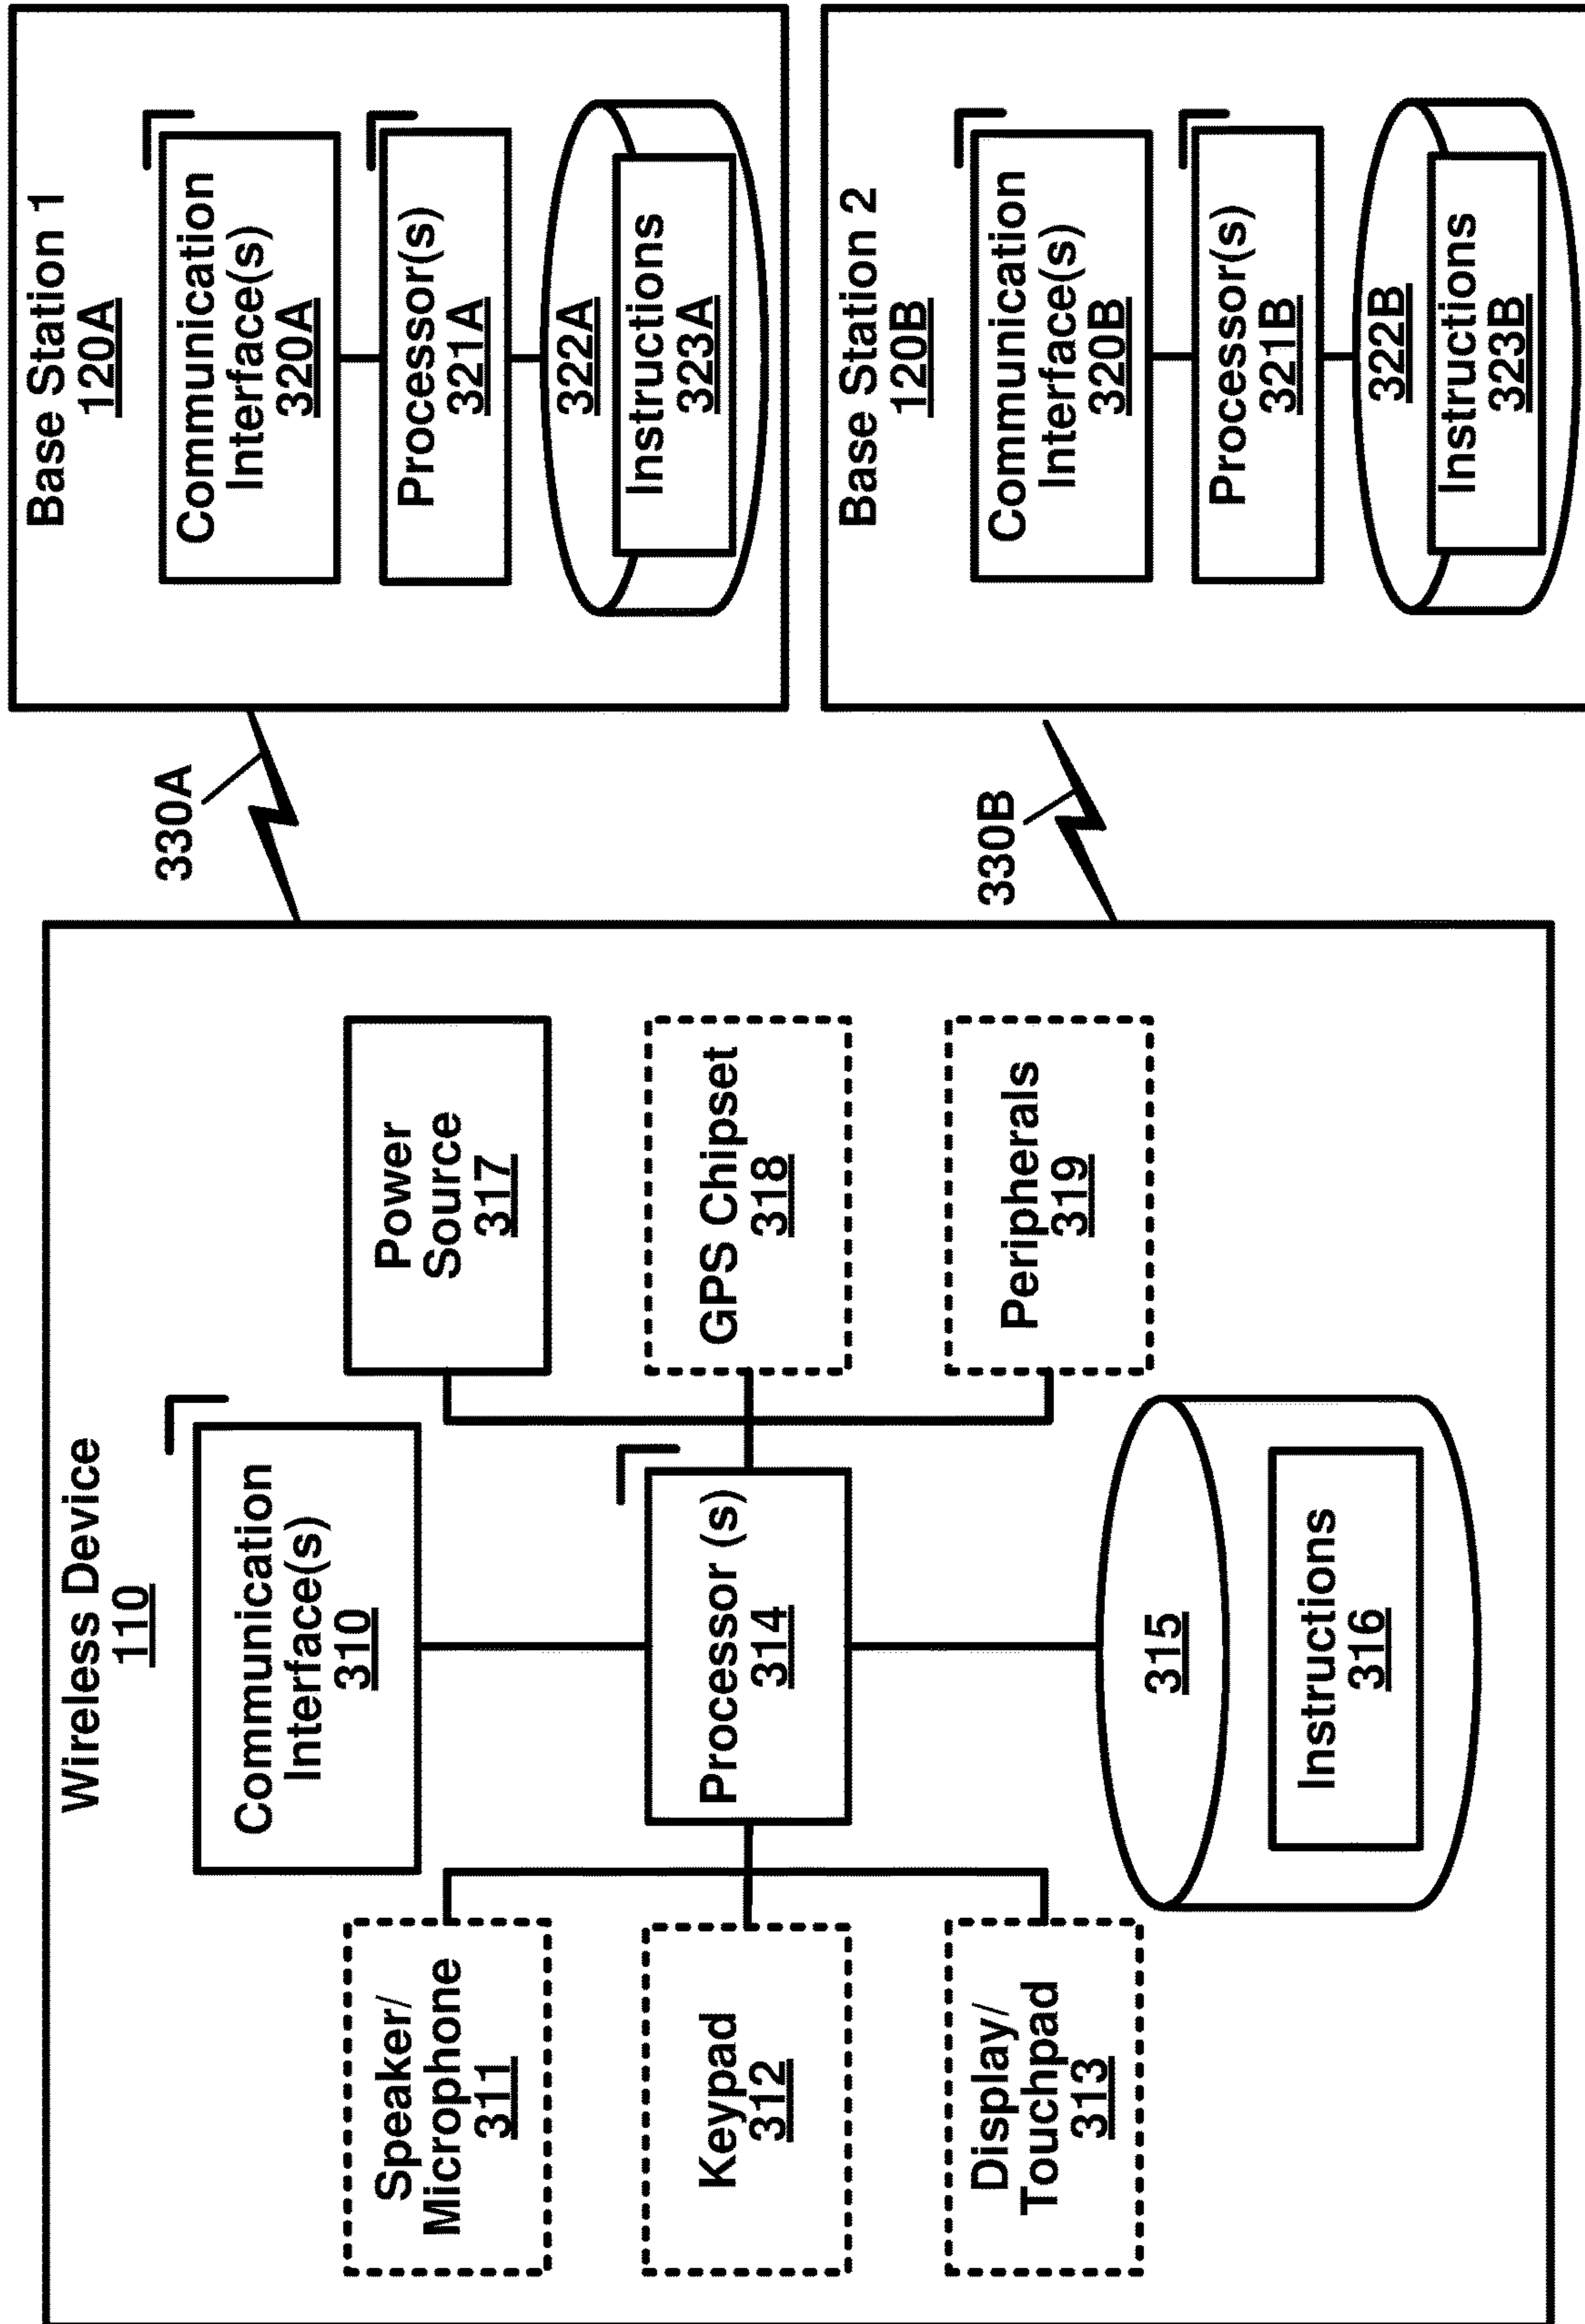 Wireless Device
110
Communication
Interface(s)
310
Speaker/
Microphone
311
Keypad
312
Display/
Touchpad
313
Processor (s)
314
315
Instructions
316
Power
Source
317
GPS Chipset
318
Peripherals
319
330A
330B
Base Station 1
120A
Communication
Interface(s)
320A
Processor(s)
321A
322A
Instructions
323A
Base Station 2
120B
Communication
Interface(s)
320B
Processor(s)
321B
322B
Instructions
323B